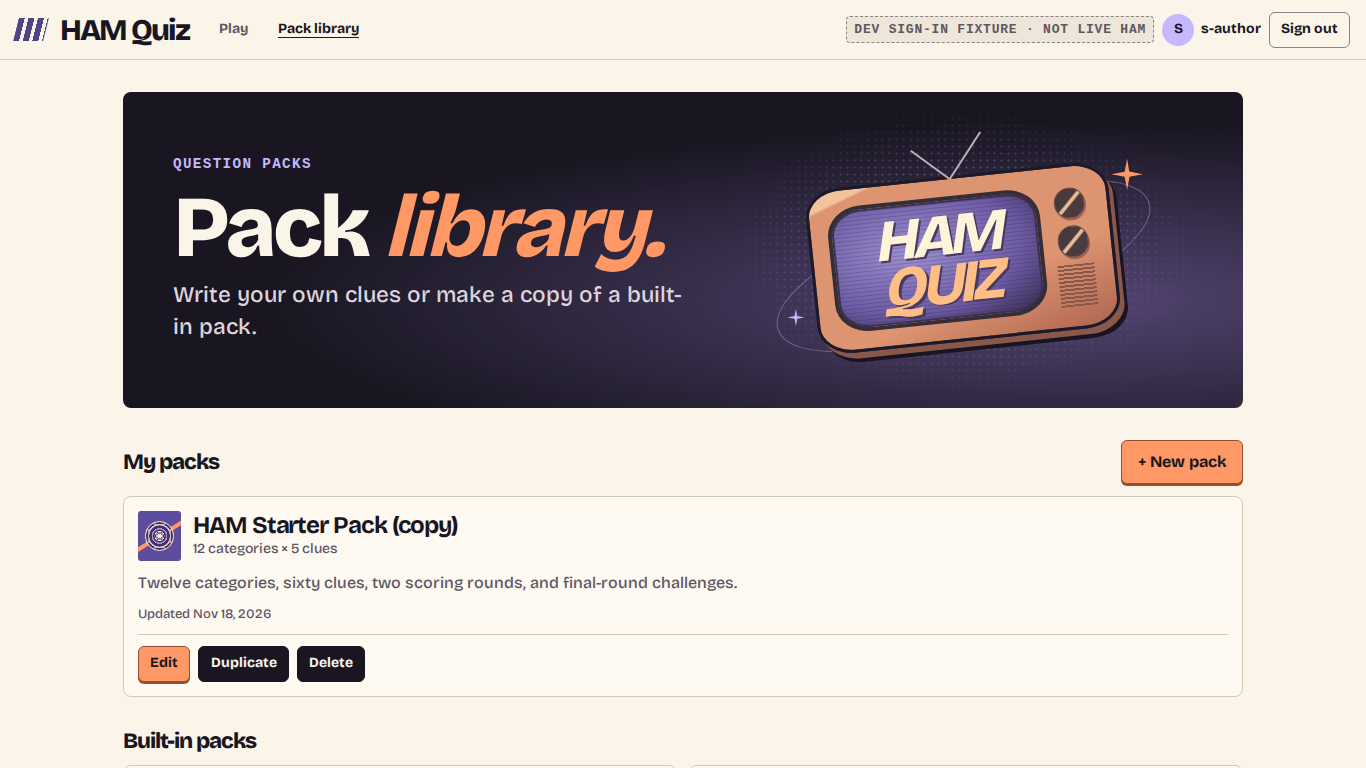 HAM Quiz
Play
Pack library
DEV SIGN-IN FIXTURE · NOT LIVE HAM
S
s-author
Sign out
QUESTION PACKS
Pack library.
Write your own clues or make a copy of a built-
in pack.
HAM
QUIZ
My packs
+ New pack
HAM Starter Pack (copy)
12 categories × 5 clues
Twelve categories, sixty clues, two scoring rounds, and final-round challenges.
Updated Nov 18, 2026
Edit
Duplicate
Delete
Built-in packs